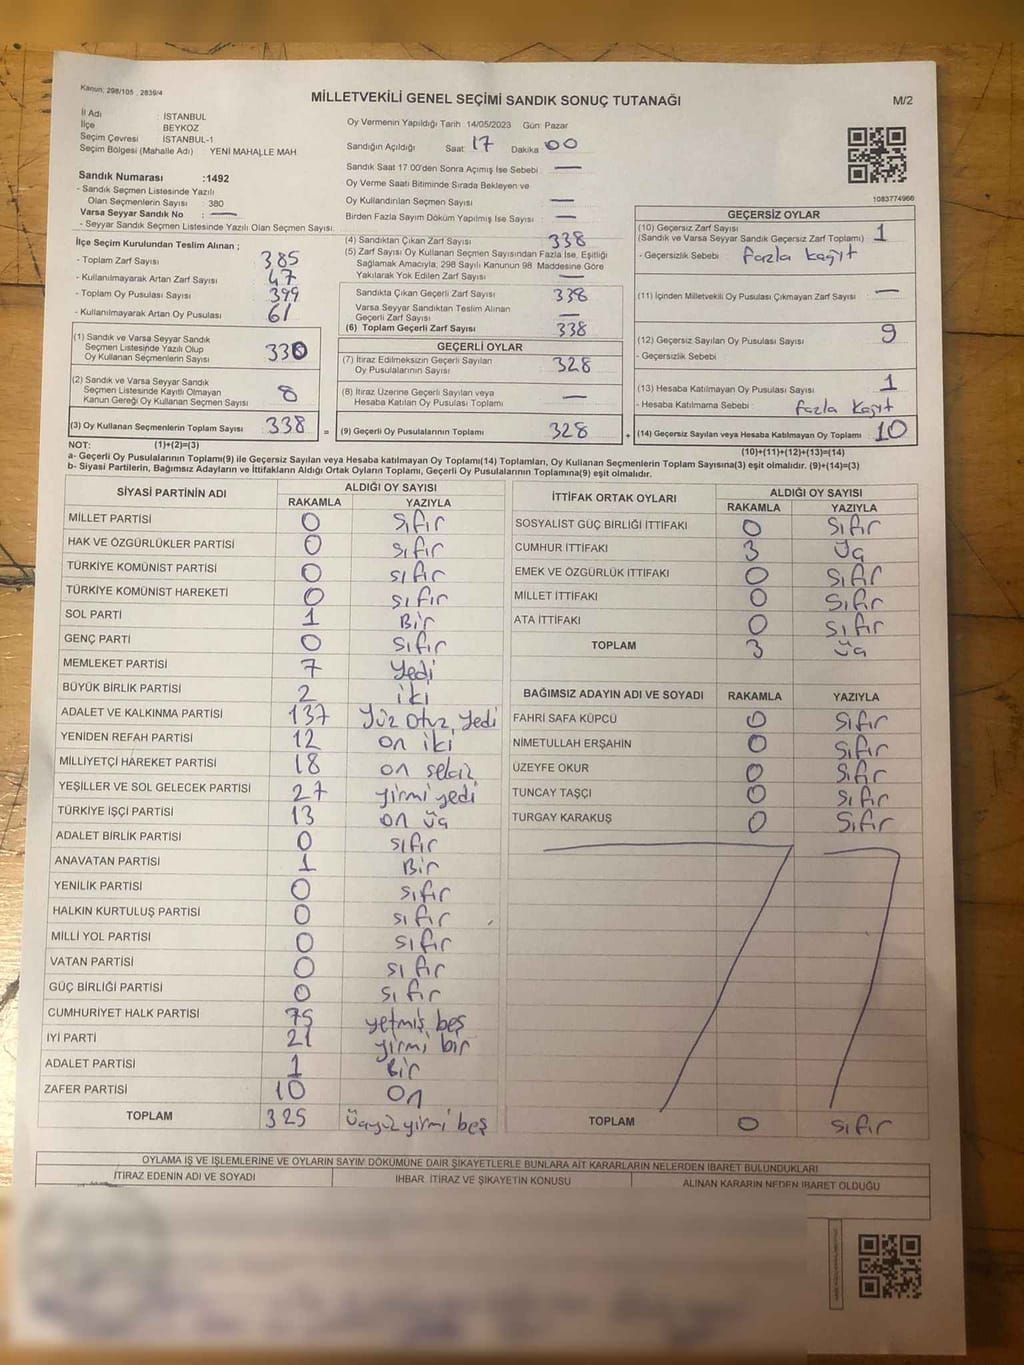 Kanun: 298/105 , 2839/4
MİLLETVEKİLİ GENEL SEÇİMİ SANDIK SONUÇ TUTANAĞI
M/2
İl Adı : İSTANBUL
İlçe BEYKOZ
Seçim Çevresi İSTANBUL-1
Seçim Bölgesi (Mahalle Adı) YENİ MAHALLE MAH
Oy Vermenin Yapıldığı Tarih 14/05/2023 Gün: Pazar
Sandığın Açıldığı Saat 17 Dakika 00
Sandık Saat 17 00'den Sonra Açımış İse Sebebi —
Oy Verme Saati Bitiminde Sırada Bekleyen ve
Oy Kullandırılan Seçmen Sayısı —
Birden Fazla Sayım Döküm Yapılmış İse Sayısı —
1083774966
Sandık Numarası :1492
- Sandık Seçmen Listesinde Yazılı
Olan Seçmenlerin Sayısı : 380
Varsa Seyyar Sandık No : —
- Seyyar Sandık Seçmen Listesinde Yazılı Olan Seçmen Sayısı
İlçe Seçim Kurulundan Teslim Alınan ;
- Toplam Zarf Sayısı 385
- Kullanılmayarak Artan Zarf Sayısı 47
- Toplam Oy Pusulası Sayısı 399
- Kullanılmayarak Artan Oy Pusulası 61
(1) Sandık ve Varsa Seyyar Sandık
Seçmen Listesinde Yazılı Olup
Oy Kullanan Seçmenlerin Sayısı 330
(2) Sandık ve Varsa Seyyar Sandık
Seçmen Listesinde Kayıtlı Olmayan
Kanun Gereği Oy Kullanan Seçmen Sayısı 8
(3) Oy Kullanan Seçmenlerin Toplam Sayısı 338 =
(4) Sandıktan Çıkan Zarf Sayısı 338
(5) Zarf Sayısı Oy Kullanan Seçmen Sayısından Fazla İse, Eşitliği
Sağlamak Amacıyla, 298 Sayılı Kanunun 98 Maddesine Göre
Yakılarak Yok Edilen Zarf Sayısı —
Sandıkta Çıkan Geçerli Zarf Sayısı 338
Varsa Seyyar Sandıktan Teslim Alınan
Geçerli Zarf Sayısı —
(6) Toplam Geçerli Zarf Sayısı 338
GEÇERLİ OYLAR
(7) İtiraz Edilmeksizin Geçerli Sayılan
Oy Pusulalarının Sayısı 328
(8) İtiraz Üzerine Geçerli Sayılan veya
Hesaba Katılan Oy Pusulası Toplamı —
(9) Geçerli Oy Pusulalarının Toplamı 328 +
GEÇERSİZ OYLAR
(10) Geçersiz Zarf Sayısı
(Sandık ve Varsa Seyyar Sandık Geçersiz Zarf Toplamı) 1
- Geçersizlik Sebebi fazla kağıt
(11) İçinden Milletvekili Oy Pusulası Çıkmayan Zarf Sayısı —
(12) Geçersiz Sayılan Oy Pusulası Sayısı 9
- Geçersizlik Sebebi
(13) Hesaba Katılmayan Oy Pusulası Sayısı 1
- Hesaba Katılmama Sebebi fazla kağıt
(14) Geçersiz Sayılan veya Hesaba Katılmayan Oy Toplamı 10
NOT: (1)+(2)=(3) (10)+(11)+(12)+(13)=(14)
a- Geçerli Oy Pusulalarının Toplamı(9) ile Geçersiz Sayılan veya Hesaba katılmayan Oy Toplamı(14) Toplamları, Oy Kullanan Seçmenlerin Toplam Sayısına(3) eşit olmalıdır. (9)+(14)=(3)
b- Siyasi Partilerin, Bağımsız Adayların ve İttifakların Aldığı Ortak Oyların Toplamı, Geçerli Oy Pusulalarının Toplamına(9) eşit olmalıdır.
SİYASİ PARTİNİN ADI
ALDIĞI OY SAYISI
RAKAMLA YAZIYLA
MİLLET PARTİSİ 0 sıfır
HAK VE ÖZGÜRLÜKLER PARTİSİ 0 sıfır
TÜRKİYE KOMÜNİST PARTİSİ 0 sıfır
TÜRKİYE KOMÜNİST HAREKETİ 0 sıfır
SOL PARTİ 1 Bir
GENÇ PARTİ 0 sıfır
MEMLEKET PARTİSİ 7 Yedi
BÜYÜK BİRLİK PARTİSİ 2 iki
ADALET VE KALKINMA PARTİSİ 137 Yüz otuz yedi
YENİDEN REFAH PARTİSİ 12 on iki
MİLLİYETÇİ HAREKET PARTİSİ 18 on sekiz
YEŞİLLER VE SOL GELECEK PARTİSİ 27 yirmi yedi
TÜRKİYE İŞÇİ PARTİSİ 13 on üç
ADALET BİRLİK PARTİSİ 0 sıfır
ANAVATAN PARTİSİ 1 Bir
YENİLİK PARTİSİ 0 sıfır
HALKIN KURTULUŞ PARTİSİ 0 sıfır
MİLLİ YOL PARTİSİ 0 sıfır
VATAN PARTİSİ 0 sıfır
GÜÇ BİRLİĞİ PARTİSİ 0 sıfır
CUMHURİYET HALK PARTİSİ 75 yetmiş beş
İYİ PARTİ 21 yirmi bir
ADALET PARTİSİ 1 Bir
ZAFER PARTİSİ 10 On
TOPLAM 325 üçyüzyirmi beş
İTTİFAK ORTAK OYLARI
ALDIĞI OY SAYISI
RAKAMLA YAZIYLA
SOSYALİST GÜÇ BİRLİĞİ İTTİFAKI 0 sıfır
CUMHUR İTTİFAKI 3 üç
EMEK VE ÖZGÜRLÜK İTTİFAKI 0 sıfır
MİLLET İTTİFAKI 0 sıfır
ATA İTTİFAKI 0 sıfır
TOPLAM 3 üç
BAĞIMSIZ ADAYIN ADI VE SOYADI RAKAMLA YAZIYLA
FAHRİ SAFA KÜPCÜ 0 sıfır
NİMETULLAH ERŞAHİN 0 sıfır
ÜZEYFE OKUR 0 sıfır
TUNCAY TAŞÇI 0 sıfır
TURGAY KARAKUŞ 0 sıfır
TOPLAM 0 sıfır
OYLAMA İŞ VE İŞLEMLERİNE VE OYLARIN SAYIM DÖKÜMÜNE DAİR ŞİKAYETLERLE BUNLARA AİT KARARLARIN NELERDEN İBARET BULUNDUKLARI
İTİRAZ EDENİN ADI VE SOYADI İHBAR İTİRAZ VE ŞİKAYETİN KONUSU ALINAN KARARIN NEDEN İBARET OLDUĞU